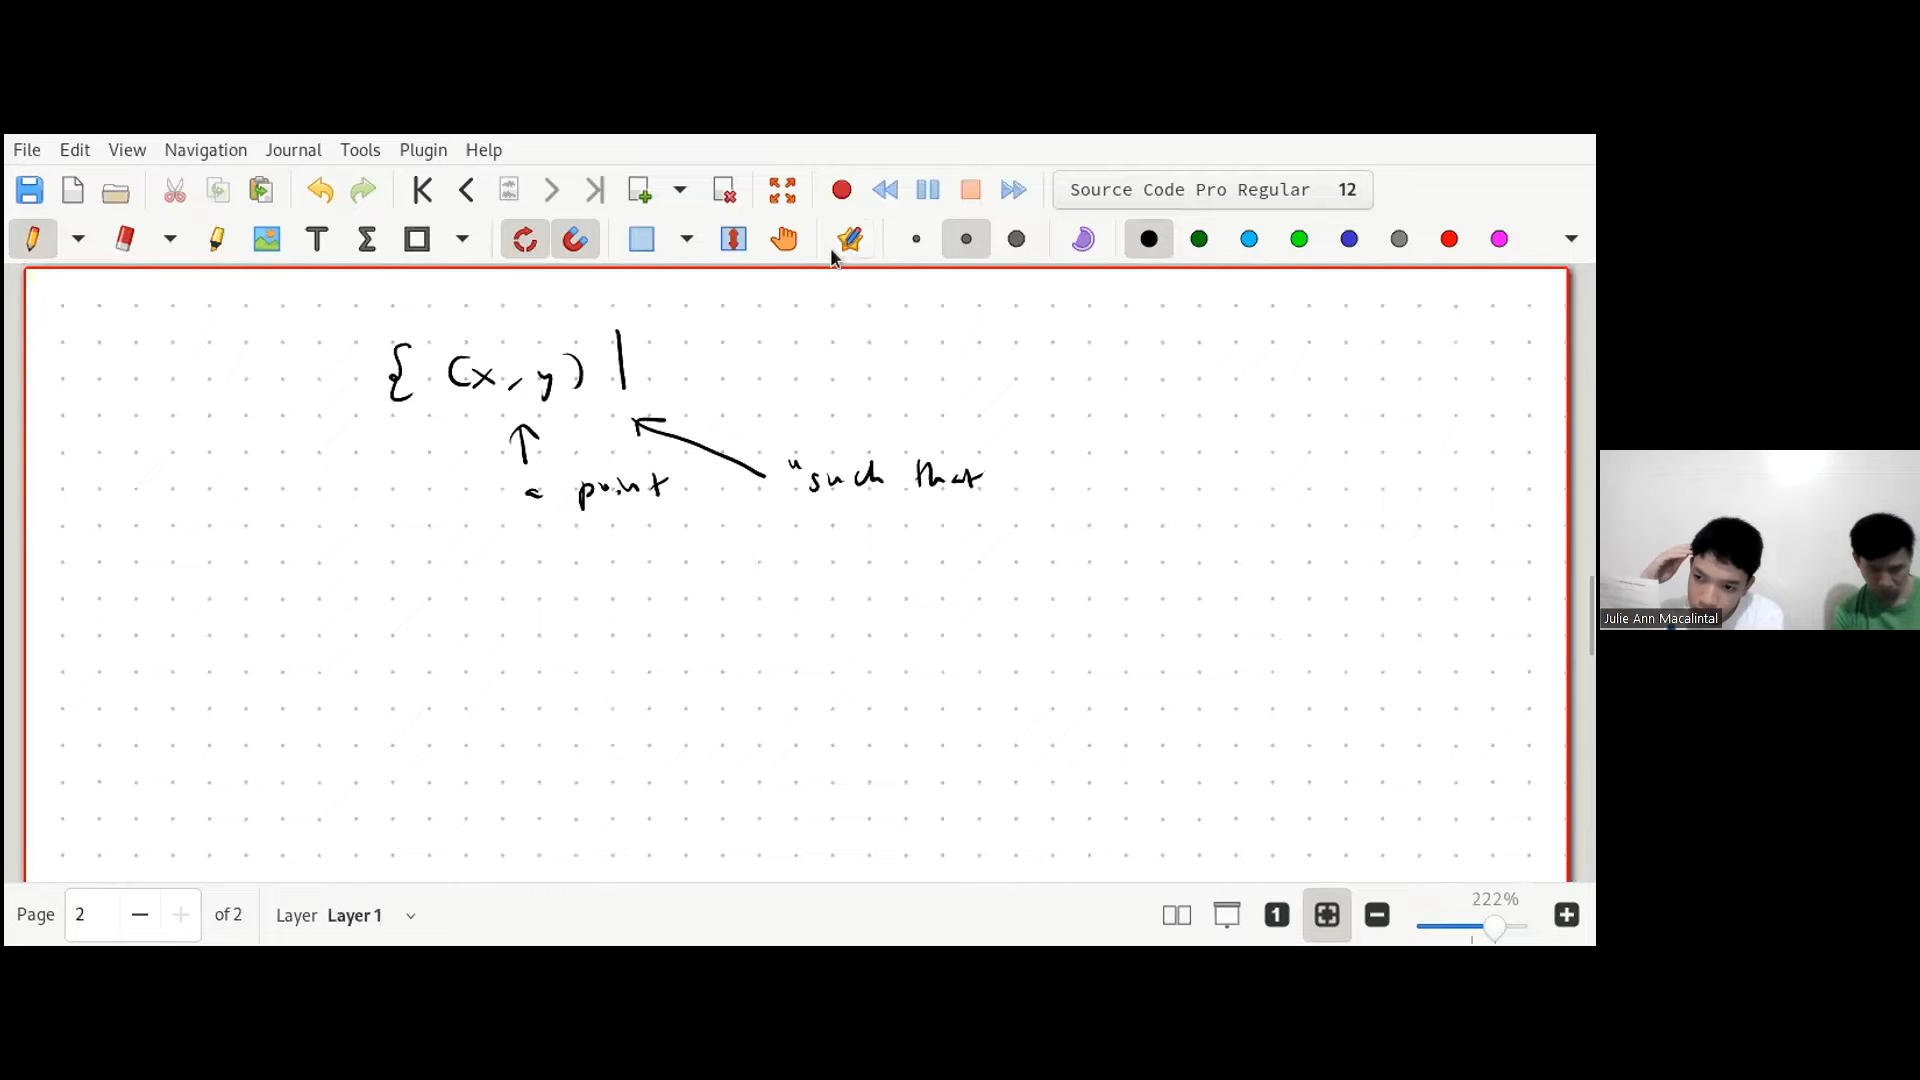 File Edit View Navigation Journal Tools Plugin Help
Source Code Pro Regular 12
{ (x, y) |
a point "such that
Julie Ann Macalintal
222%
Page 2 of 2 Layer Layer 1